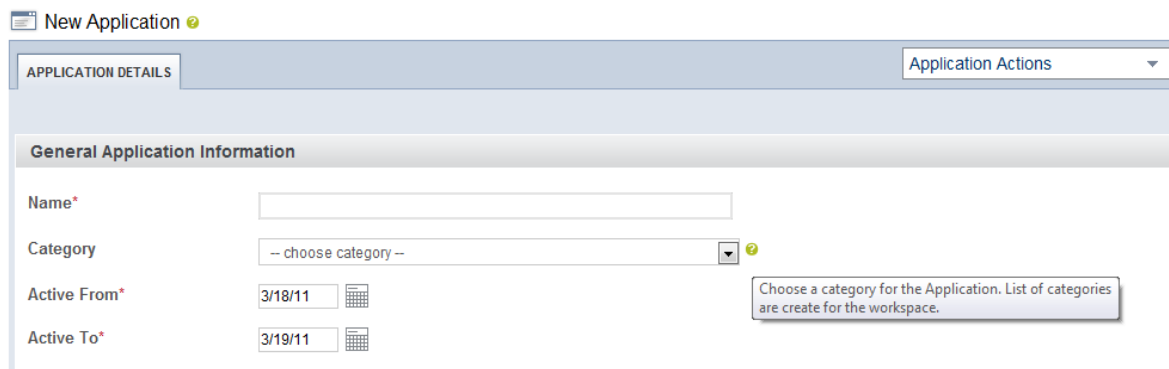 New Application
APPLICATION DETAILS
Application Actions
General Application Information
Name*
Category
-- choose category --
Choose a category for the Application. List of categories
are create for the workspace.
Active From*
3/18/11
Active To*
3/19/11